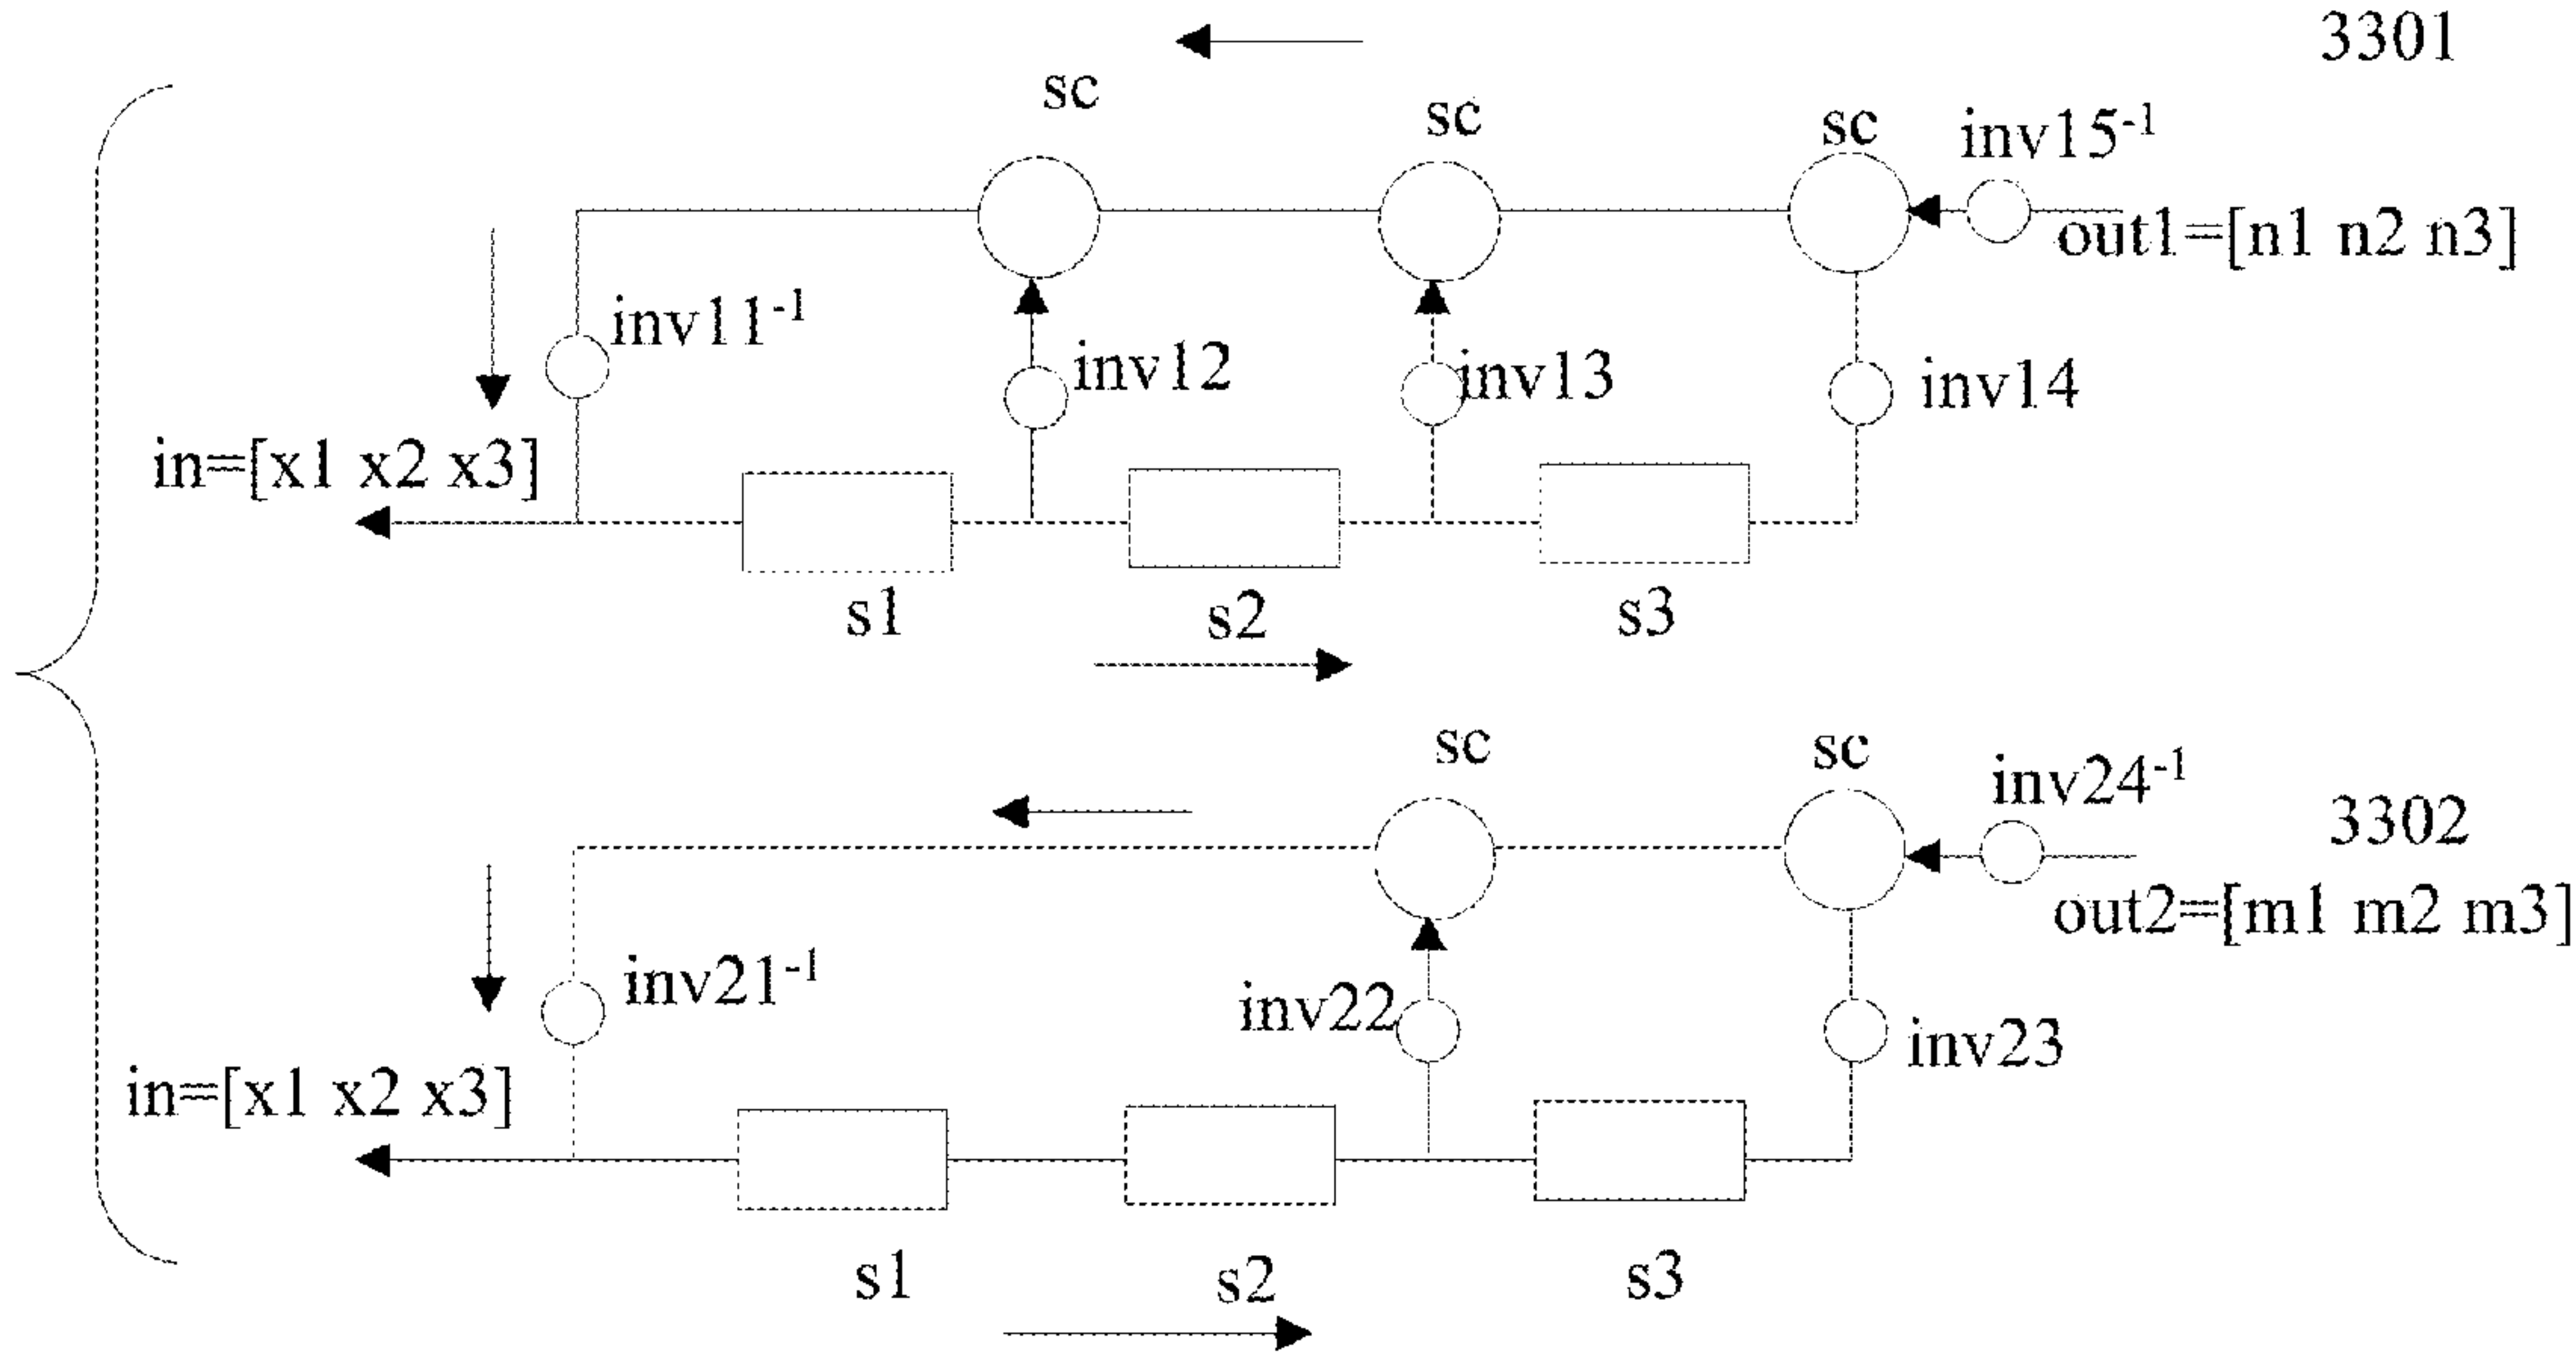 3301
sc
sc
sc
inv15⁻¹
out1=[n1 n2 n3]
inv11⁻¹
inv12
inv13
inv14
in=[x1 x2 x3]
s1
s2
s3
sc
sc
inv24⁻¹
3302
out2=[m1 m2 m3]
inv21⁻¹
inv22
inv23
in=[x1 x2 x3]
s1
s2
s3